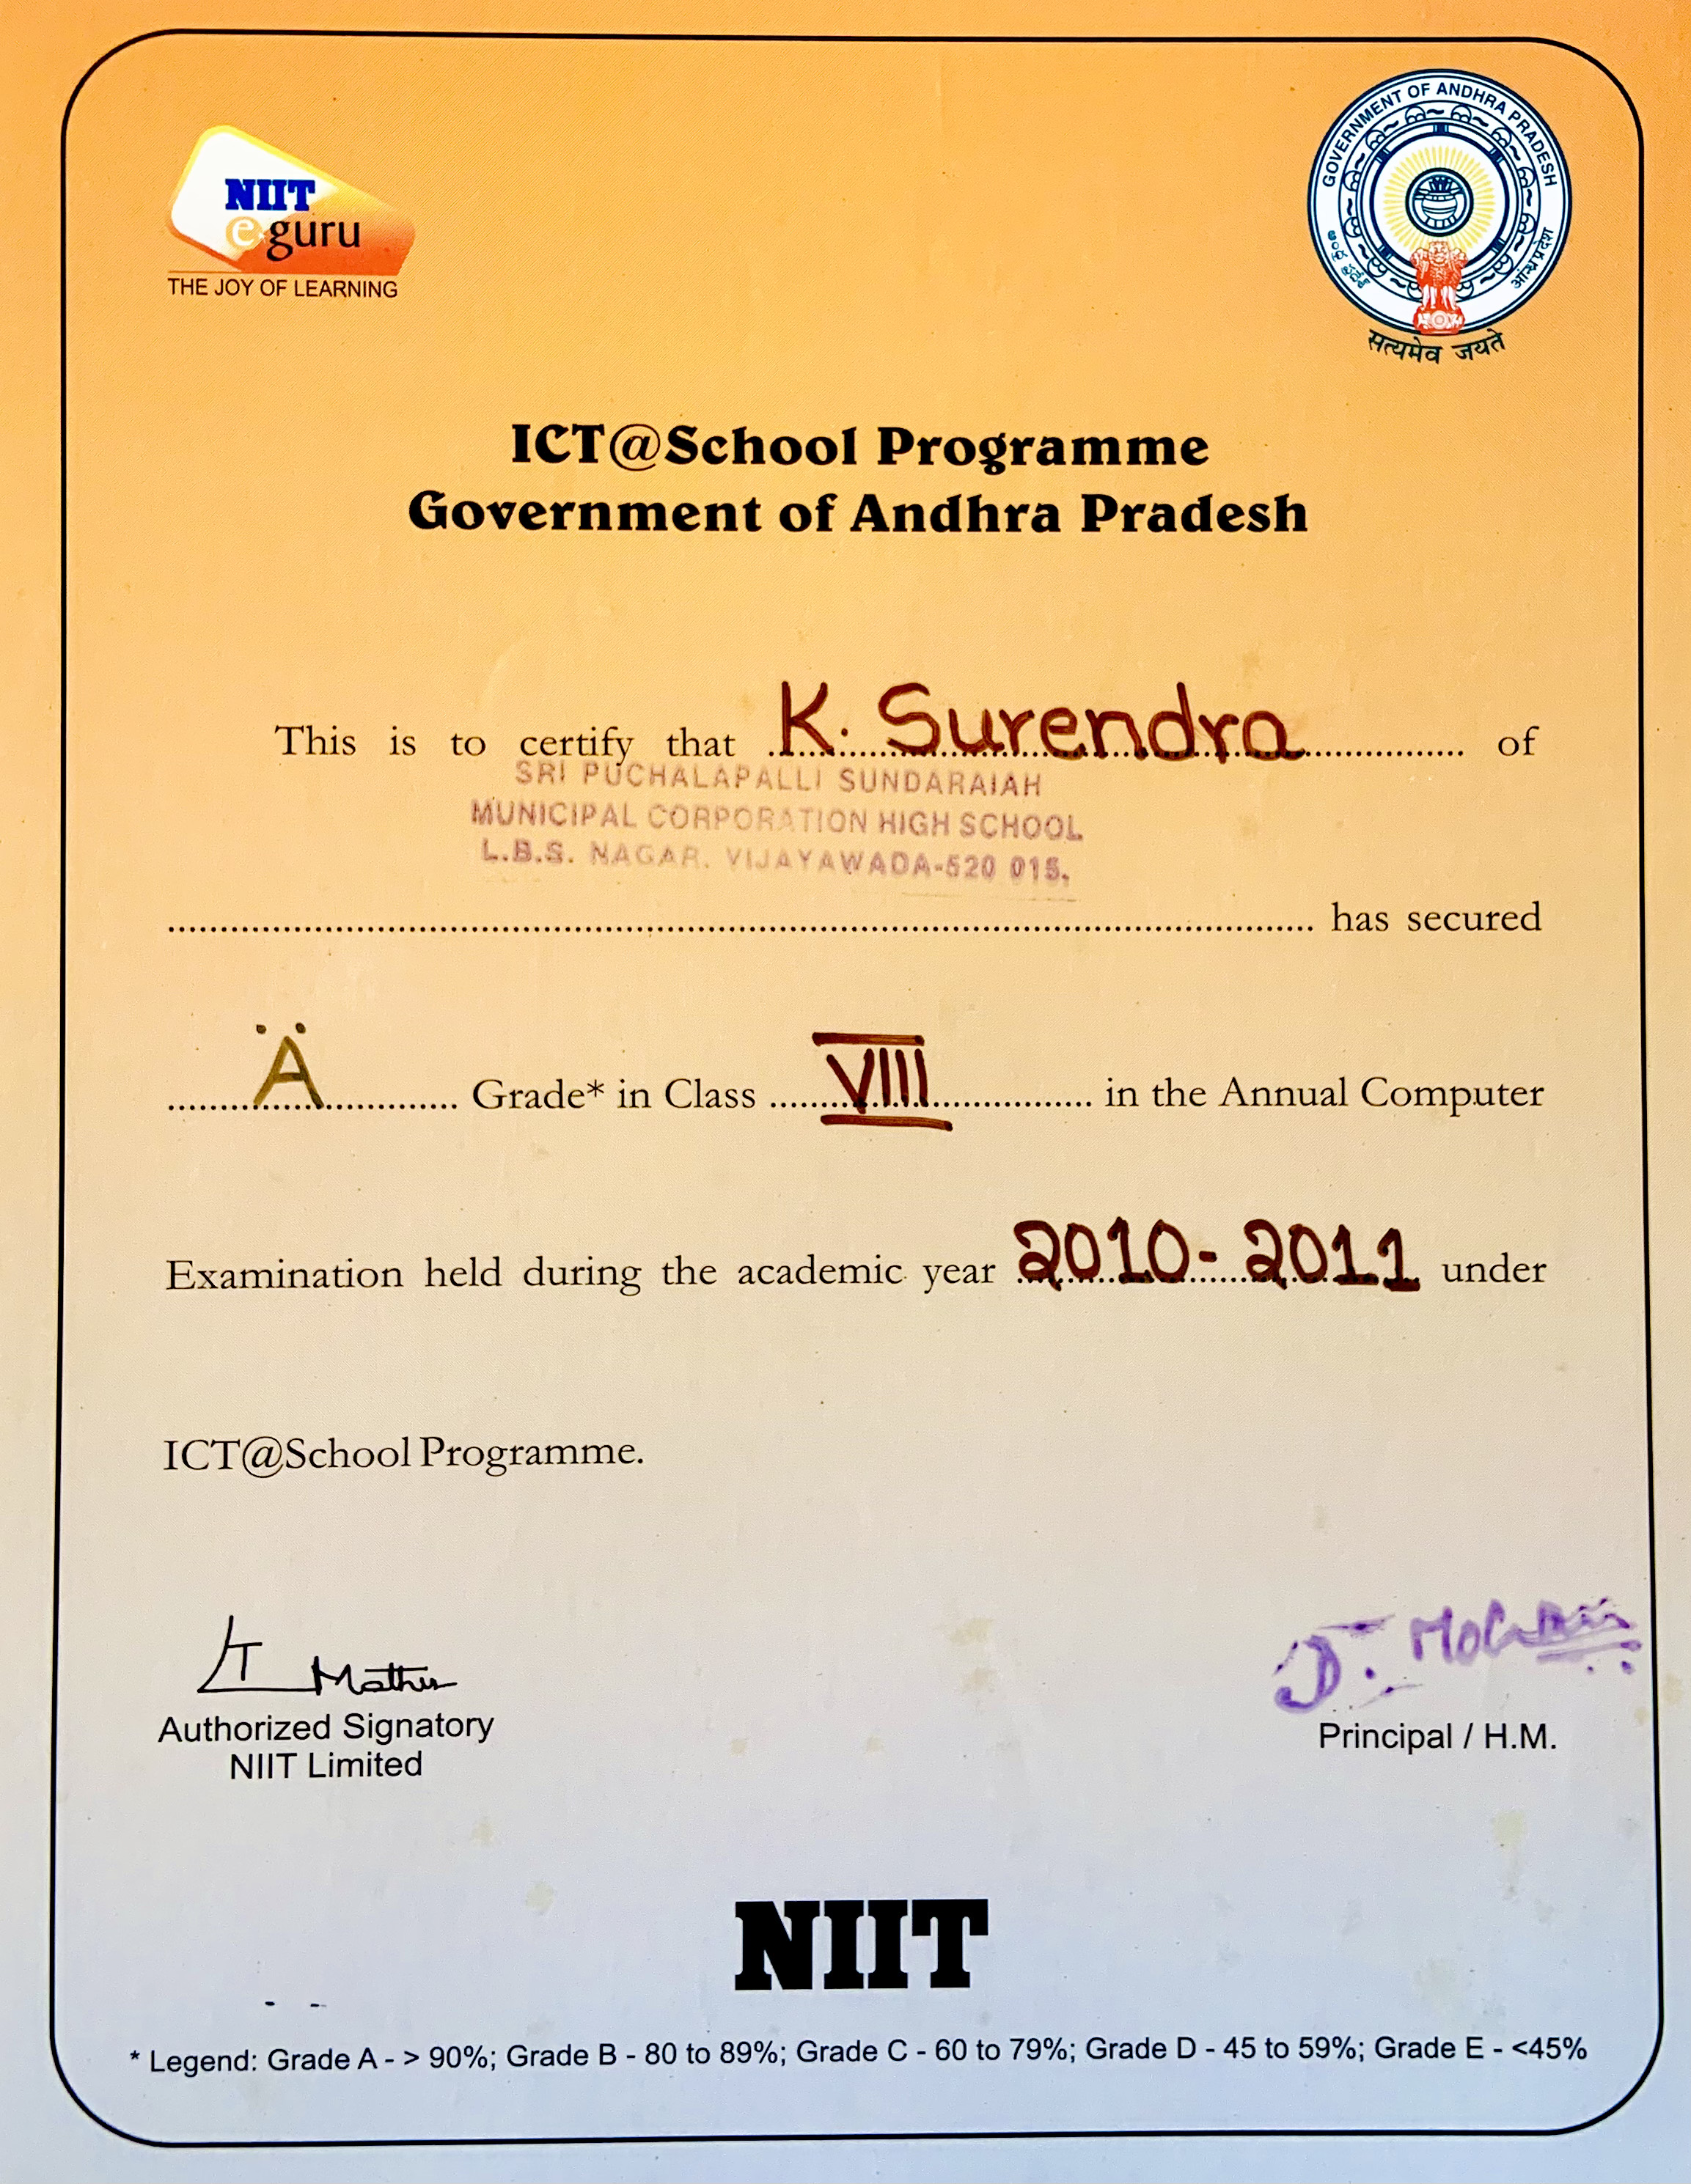 NIIT
eguru
THE JOY OF LEARNING
GOVERNMENT OF ANDHRA PRADESH
आंन्ध्र प्रदेश
सत्यमेव जयते
ICT@School Programme
Government of Andhra Pradesh
This is to certify that K. Surendra of
SRI PUCHALAPALLI SUNDARAIAH
MUNICIPAL CORPORATION HIGH SCHOOL
L.B.S. NAGAR. VIJAYAWADA-520 015.
has secured
Ä Grade* in Class VIII in the Annual Computer
Examination held during the academic year 2010-2011 under
ICT@School Programme.
Mathur
Authorized Signatory
NIIT Limited
Principal / H.M.
NIIT
* Legend: Grade A - > 90%; Grade B - 80 to 89%; Grade C - 60 to 79%; Grade D - 45 to 59%; Grade E - <45%